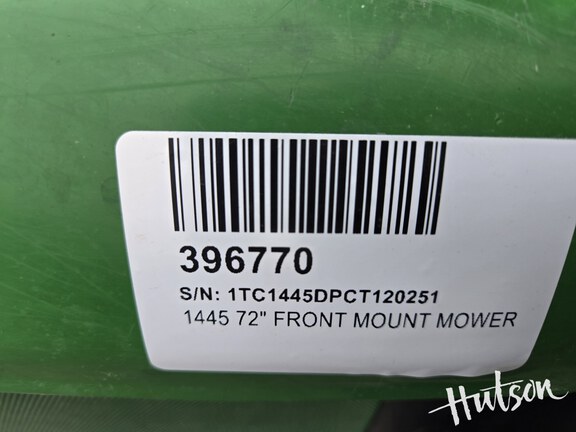 396770
S/N: 1TC1445DPCT120251
1445 72" FRONT MOUNT MOWER
Hutson